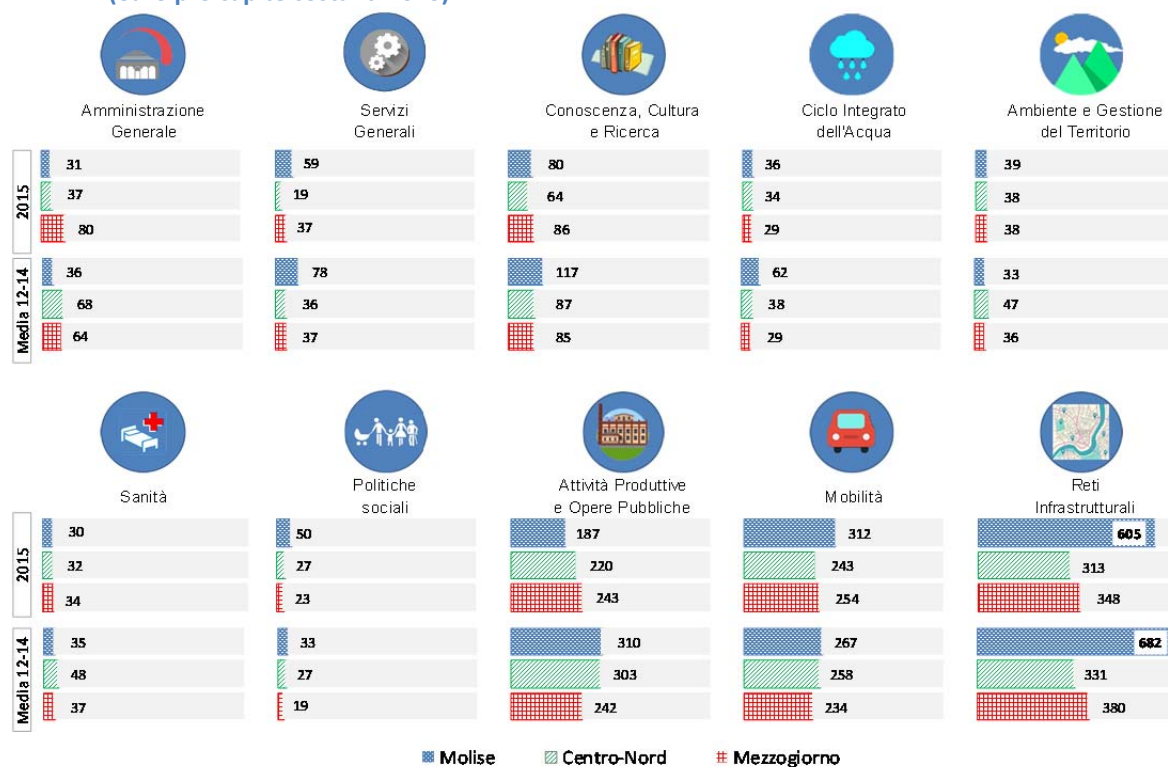 Amministrazione
Generale
Servizi
Generali
Conoscenza, Cultura
e Ricerca
Ciclo Integrato
dell'Acqua
Ambiente e Gestione
del Territorio
2015
31
59
80
36
39
37
19
64
34
38
80
37
86
29
38
Media 12-14
36
78
117
62
33
68
36
87
38
47
64
37
85
29
36
Sanità
Politiche
sociali
Attività Produttive
e Opere Pubbliche
Mobilità
Reti
Infrastrutturali
2015
30
50
187
312
605
32
27
220
243
313
34
23
243
254
348
Media 12-14
35
33
310
267
682
48
27
303
258
331
37
19
242
234
380
Molise
Centro-Nord
Mezzogiorno